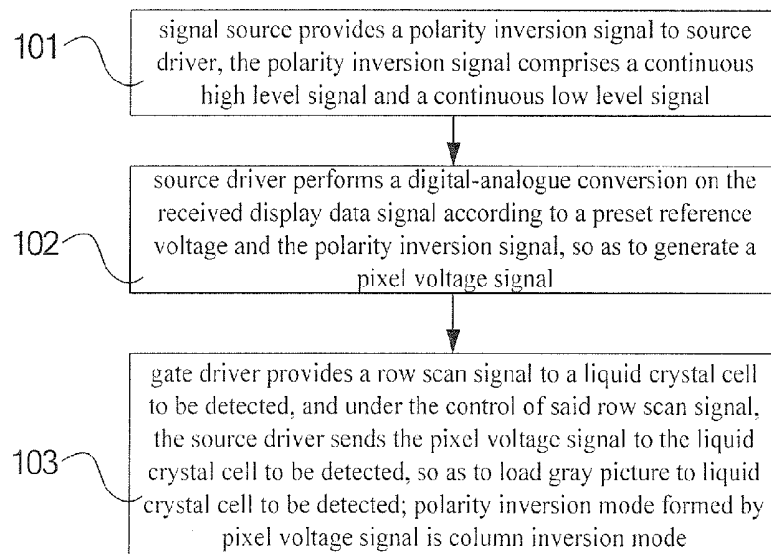 101
signal source provides a polarity inversion signal to source
driver, the polarity inversion signal comprises a continuous
high level signal and a continuous low level signal
102
source driver performs a digital-analogue conversion on the
received display data signal according to a preset reference
voltage and the polarity inversion signal, so as to generate a
pixel voltage signal
103
gate driver provides a row scan signal to a liquid crystal cell
to be detected, and under the control of said row scan signal,
the source driver sends the pixel voltage signal to the liquid
crystal cell to be detected, so as to load gray picture to liquid
crystal cell to be detected; polarity inversion mode formed by
pixel voltage signal is column inversion mode